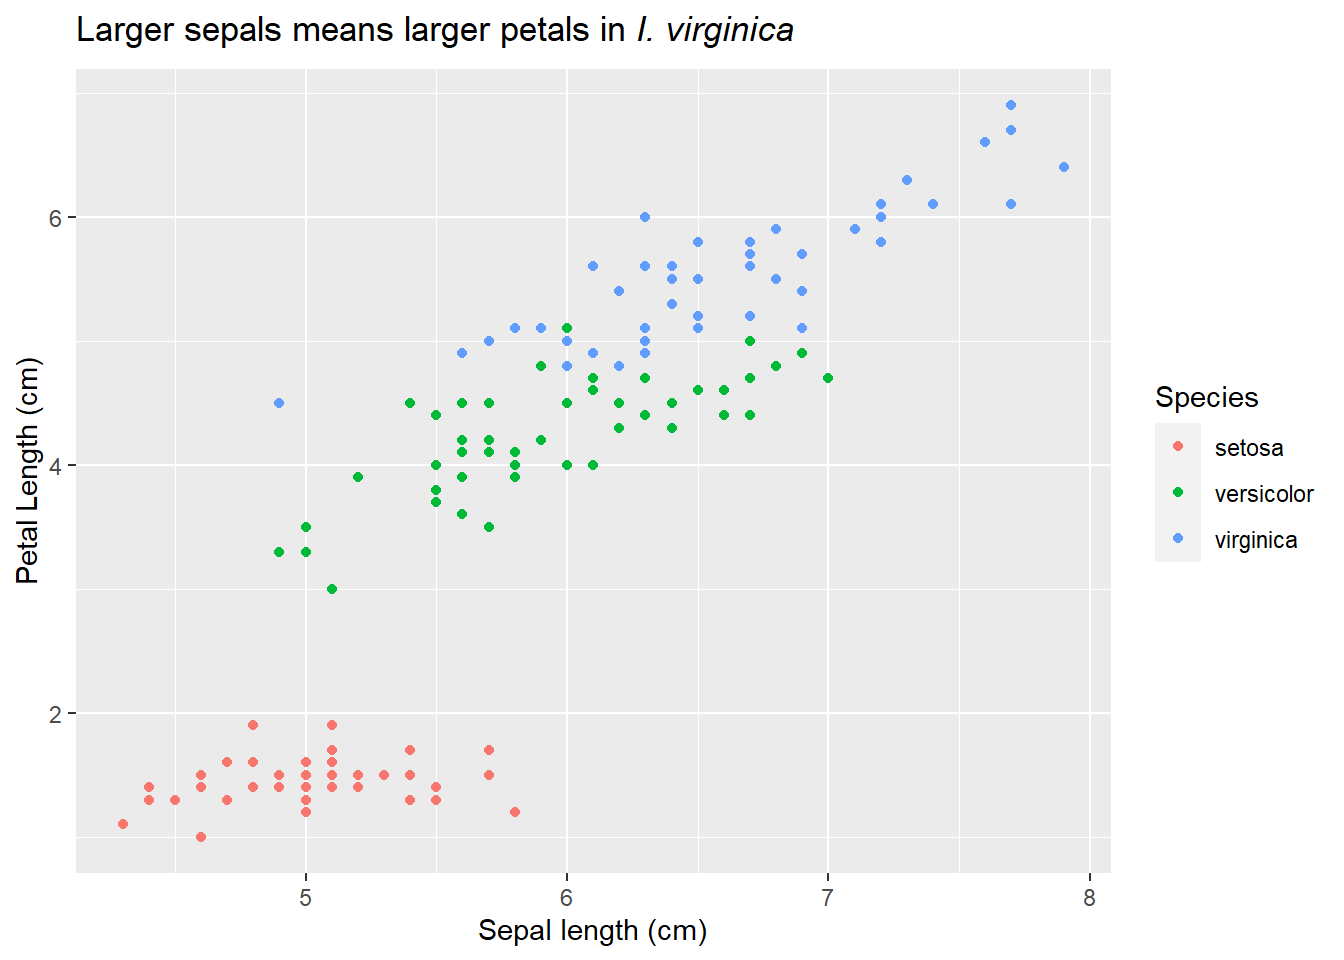 Larger sepals means larger petals in I. virginica
6
4
2
Petal Length (cm)
5
6
7
8
Sepal length (cm)
Species
setosa
versicolor
virginica